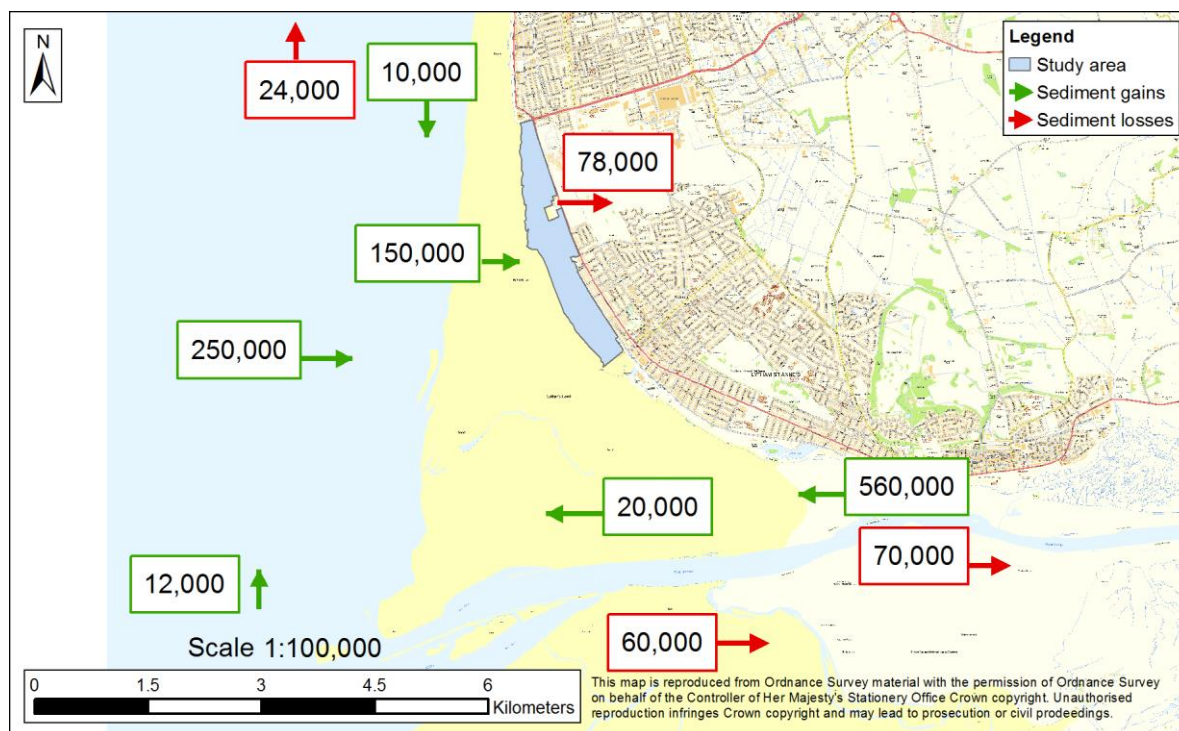 N
24,000
10,000
Legend
Study area
Sediment gains
Sediment losses
78,000
150,000
250,000
20,000
560,000
12,000
70,000
60,000
Scale 1:100,000
0 1.5 3 4.5 6
Kilometers
This map is reproduced from Ordnance Survey material with the permission of Ordnance Survey
on behalf of the Controller of Her Majesty's Stationery Office Crown copyright. Unauthorised
reproduction infringes Crown copyright and may lead to prosecution or civil prodeedings.